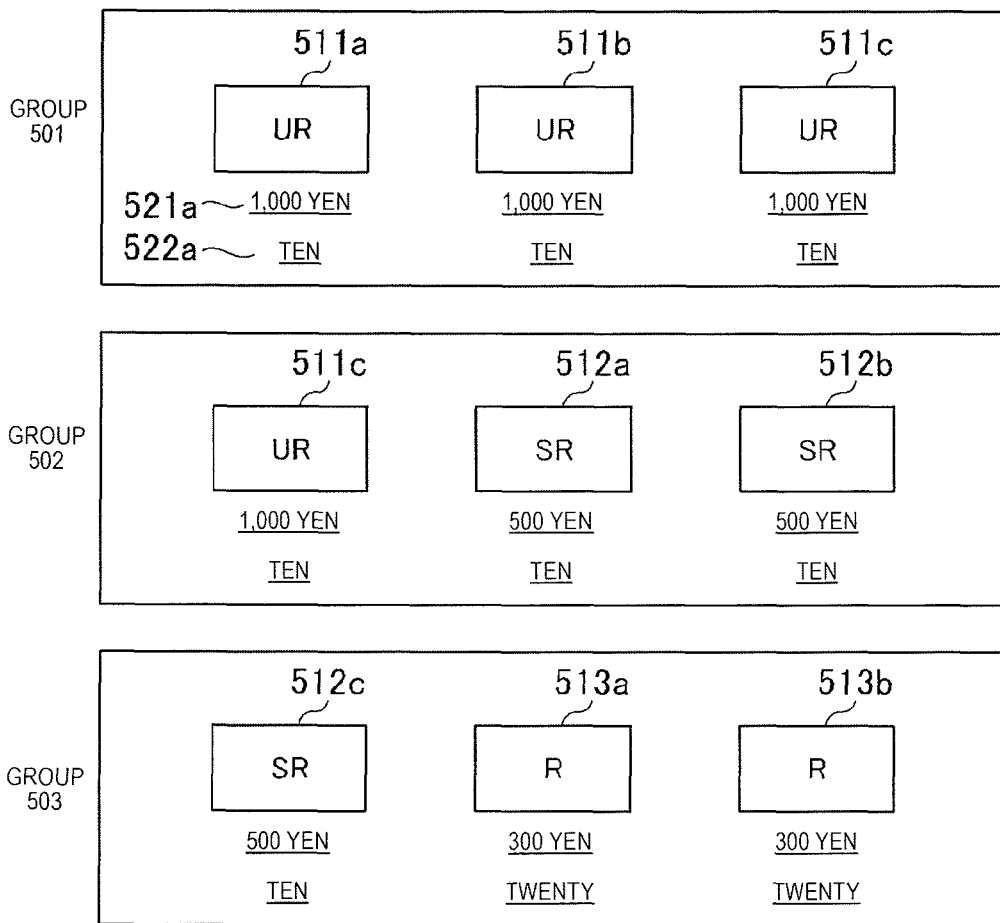 511a 511b 511c
GROUP 501
UR UR UR
521a 1,000 YEN 1,000 YEN 1,000 YEN
522a TEN TEN TEN
511c 512a 512b
GROUP 502
UR SR SR
1,000 YEN 500 YEN 500 YEN
TEN TEN TEN
512c 513a 513b
GROUP 503
SR R R
500 YEN 300 YEN 300 YEN
TEN TWENTY TWENTY